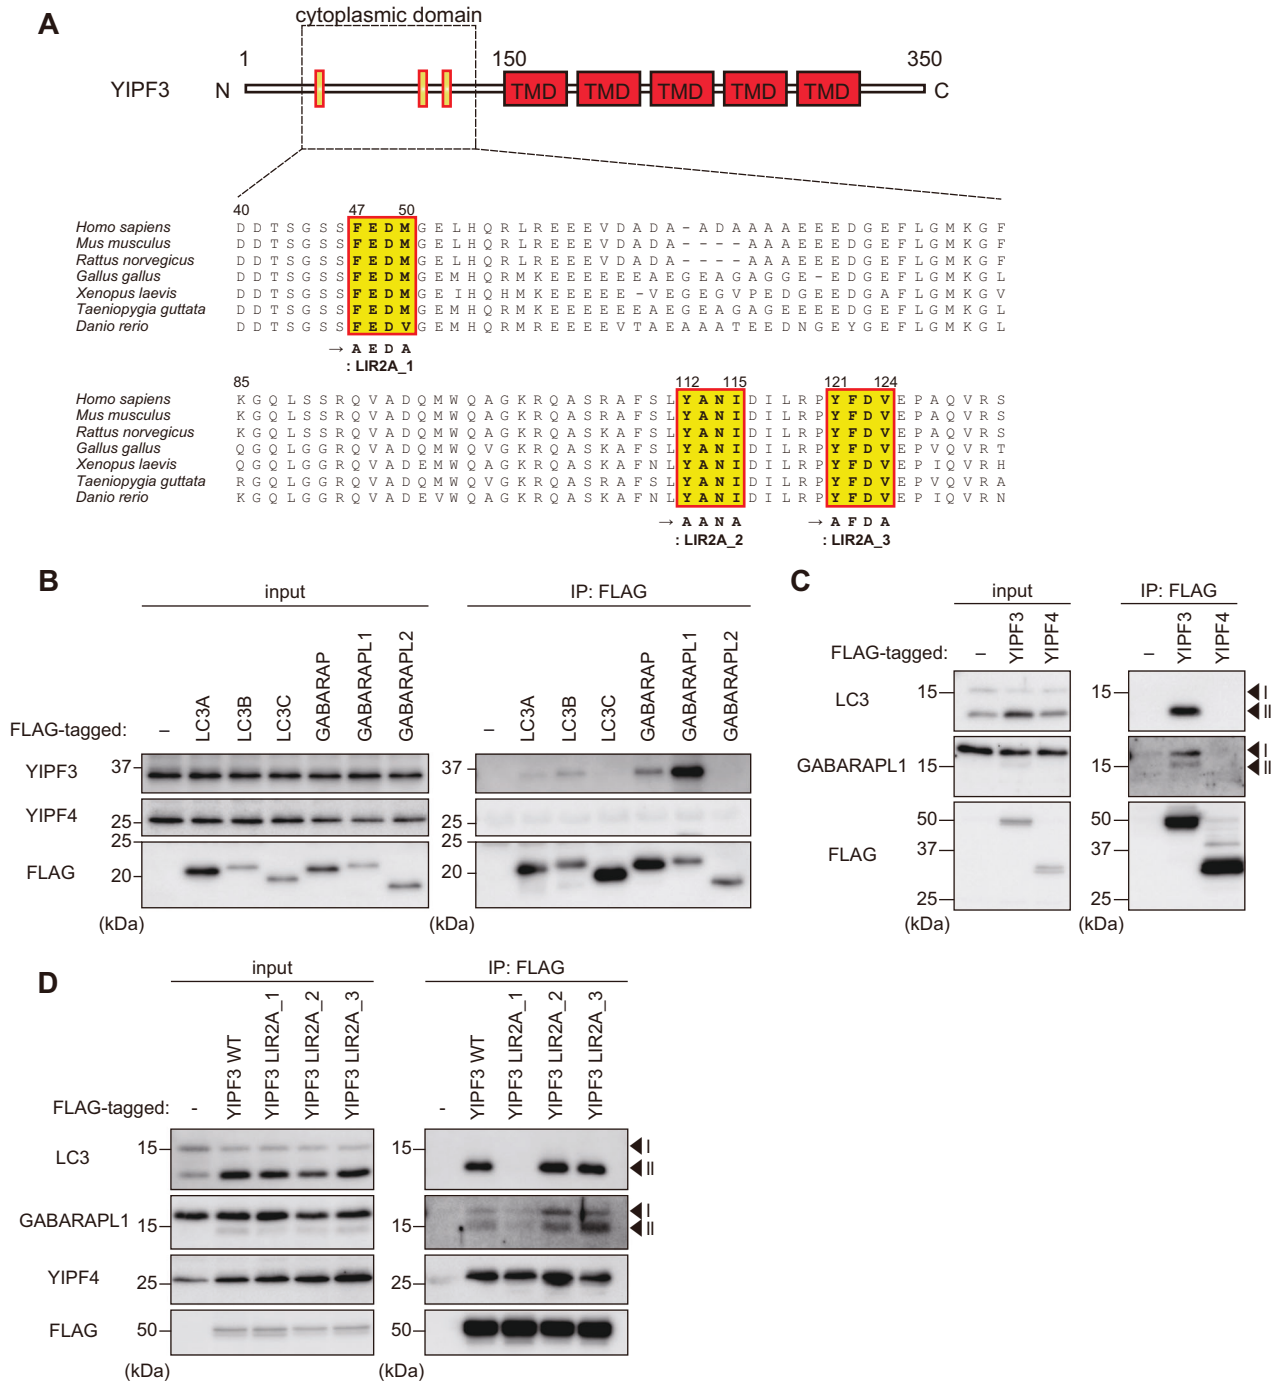 A
cytoplasmic domain
1 150 350
YIPF3 N TMD TMD TMD TMD TMD C
40 47 50
Homo sapiens D D T S G S S F E D M G E L H Q R L R E E E V D A D A - A D A A A A E E E D G E F L G M K G F
Mus musculus D D T S G S S F E D M G E L H Q R L R E E E V D A D A - - - - A A A E E E D G E F L G M K G F
Rattus norvegicus D D T S G S S F E D M G E L H Q R L R E E E V D A D A - - - - A A A E E E D G E F L G M K G F
Gallus gallus D D T S G S S F E D M G E M H Q R M K E E E E E E A E G E A G A G G E - E D G E F L G M K G L
Xenopus laevis D D T S G S S F E D M G E I H Q H M K E E E E E - V E G E G V P E D G E E D G A F L G M K G V
Taeniopygia guttata D D T S G S S F E D M G E M H Q R M K E E E E E E A E G E A G A G E E E D G E F L G M K G L
Danio rerio D D T S G S S F E D V G E M H Q R M R E E E E V T A E A A A T E E D N G E Y G E F L G M K G L
→ A E D A
: LIR2A_1
85 112 115 121 124
Homo sapiens K G Q L S S R Q V A D Q M W Q A G K R Q A S R A F S L Y A N I D I L R P Y F D V E P A Q V R S
Mus musculus K G Q L S S R Q V A D Q M W Q A G K R Q A S K A F S L Y A N I D I L R P Y F D V E P A Q V R S
Rattus norvegicus K G Q L S S R Q V A D Q M W Q A G K R Q A S K A F S L Y A N I D I L R P Y F D V E P A Q V R S
Gallus gallus Q G Q L G G R Q V A D Q M W Q A G K R Q A S K A F S L Y A N I D I L R P Y F D V E P V Q V R T
Xenopus laevis Q G Q L G G R Q V A D E M W Q A V G K R Q A S K A F N L Y A N I D I L R P Y F D V E P I Q V R H
Taeniopygia guttata R G Q L G G R Q V A D Q M W Q V G K R Q A S R A F S L Y A N I D I L R P Y F D V E P V Q V R A
Danio rerio K G Q L G G R Q V A D E V W Q A G K R Q A S K A F N L Y A N I D I L R P Y F D V E P I Q V R N
→ A A N A → A F D A
: LIR2A_2 : LIR2A_3
B
input IP: FLAG
FLAG-tagged: – LC3A LC3B LC3C GABARAP GABARAPL1 GABARAPL2 – LC3A LC3B LC3C GABARAP GABARAPL1 GABARAPL2
YIPF3 37 37
YIPF4 25 25
25 25
FLAG 20 20
(kDa) (kDa)
C
input IP: FLAG
FLAG-tagged: – YIPF3 YIPF4 – YIPF3 YIPF4
LC3 15 15 I II
GABARAPL1 15 15 I II
50 50
FLAG 37 37
25 25
(kDa) (kDa)
D
input IP: FLAG
FLAG-tagged: - YIPF3 WT YIPF3 LIR2A_1 YIPF3 LIR2A_2 YIPF3 LIR2A_3 - YIPF3 WT YIPF3 LIR2A_1 YIPF3 LIR2A_2 YIPF3 LIR2A_3
LC3 15 15 I II
GABARAPL1 15 15 I II
YIPF4 25 25
FLAG 50 50
(kDa) (kDa)